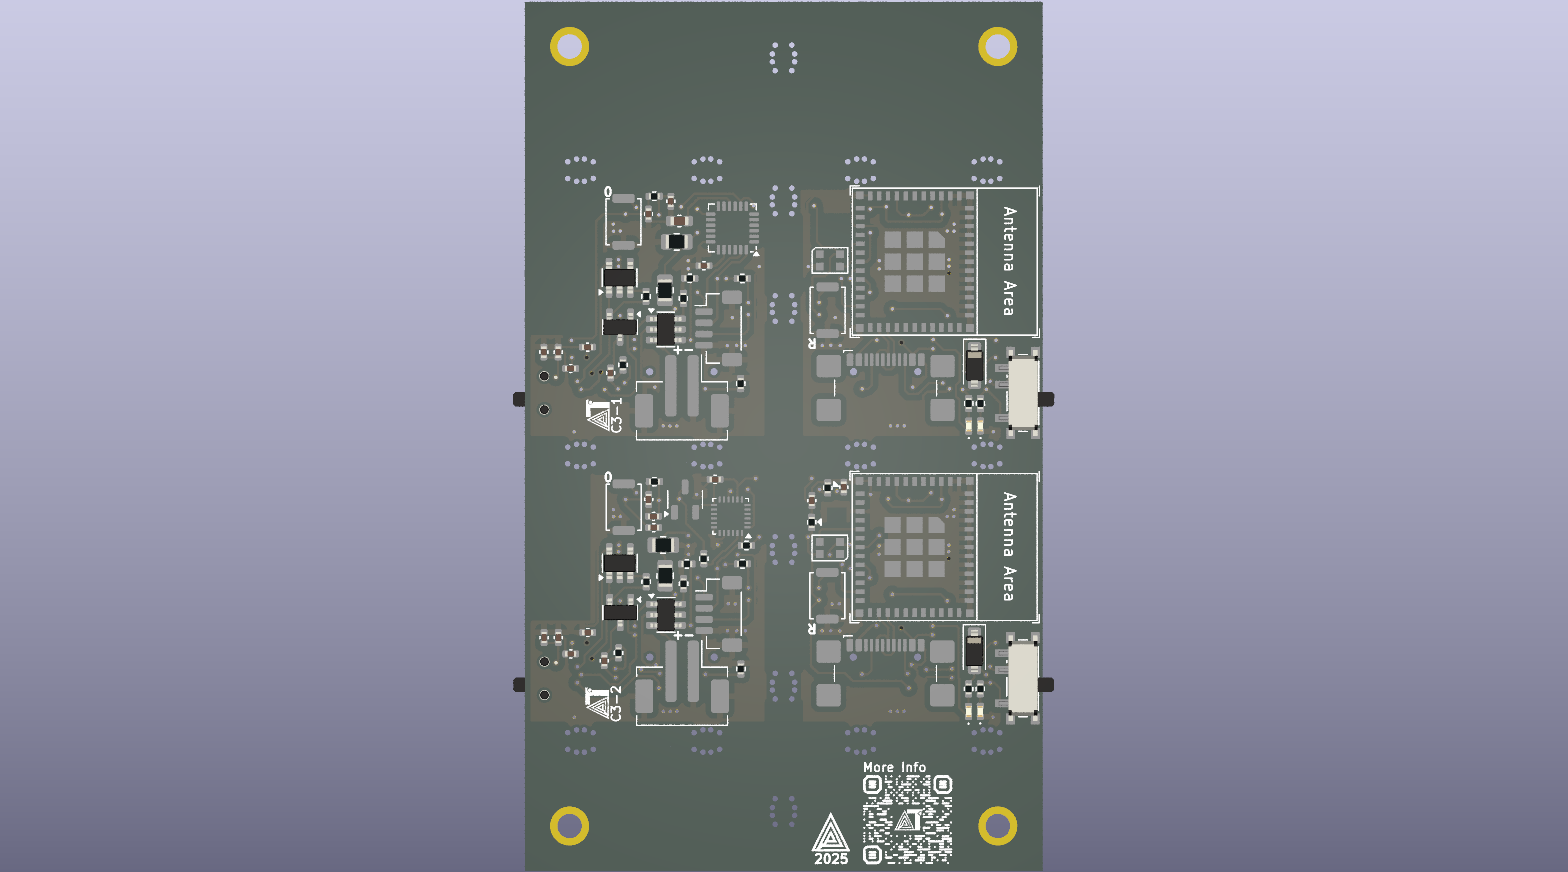 0
Antenna Area
R
+-
C3-1
0
Antenna Area
R
+-
C3-2
More Info
2025